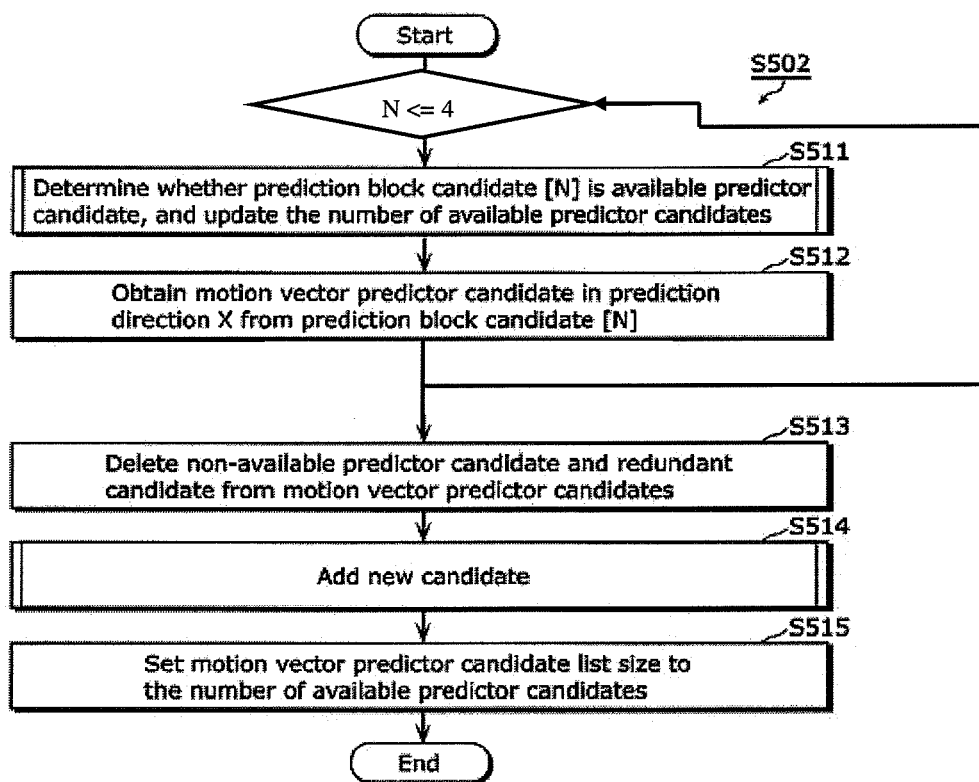 Start
S502
N <= 4
S511
Determine whether prediction block candidate [N] is available predictor
candidate, and update the number of available predictor candidates
S512
Obtain motion vector predictor candidate in prediction
direction X from prediction block candidate [N]
S513
Delete non-available predictor candidate and redundant
candidate from motion vector predictor candidates
S514
Add new candidate
S515
Set motion vector predictor candidate list size to
the number of available predictor candidates
End